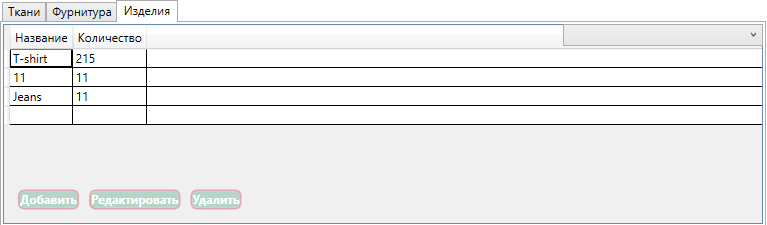 Ткани Фурнитура Изделия
Название Количество
T-shirt 215
11 11
Jeans 11
Добавить Редактировать Удалить